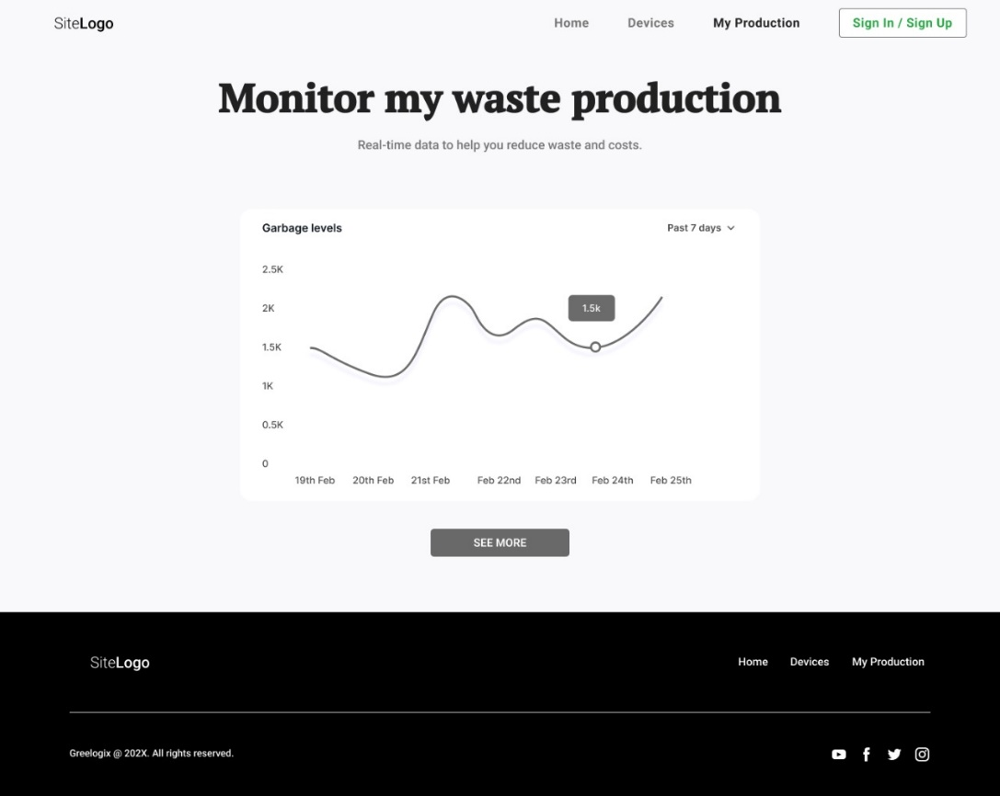 SiteLogo
Home Devices My Production Sign In / Sign Up
Monitor my waste production
Real-time data to help you reduce waste and costs.
Garbage levels Past 7 days
2.5K
2K
1.5k
1.5K
1K
0.5K
0
19th Feb 20th Feb 21st Feb Feb 22nd Feb 23rd Feb 24th Feb 25th
SEE MORE
SiteLogo
Home Devices My Production
Greelogix @ 202X. All rights reserved.